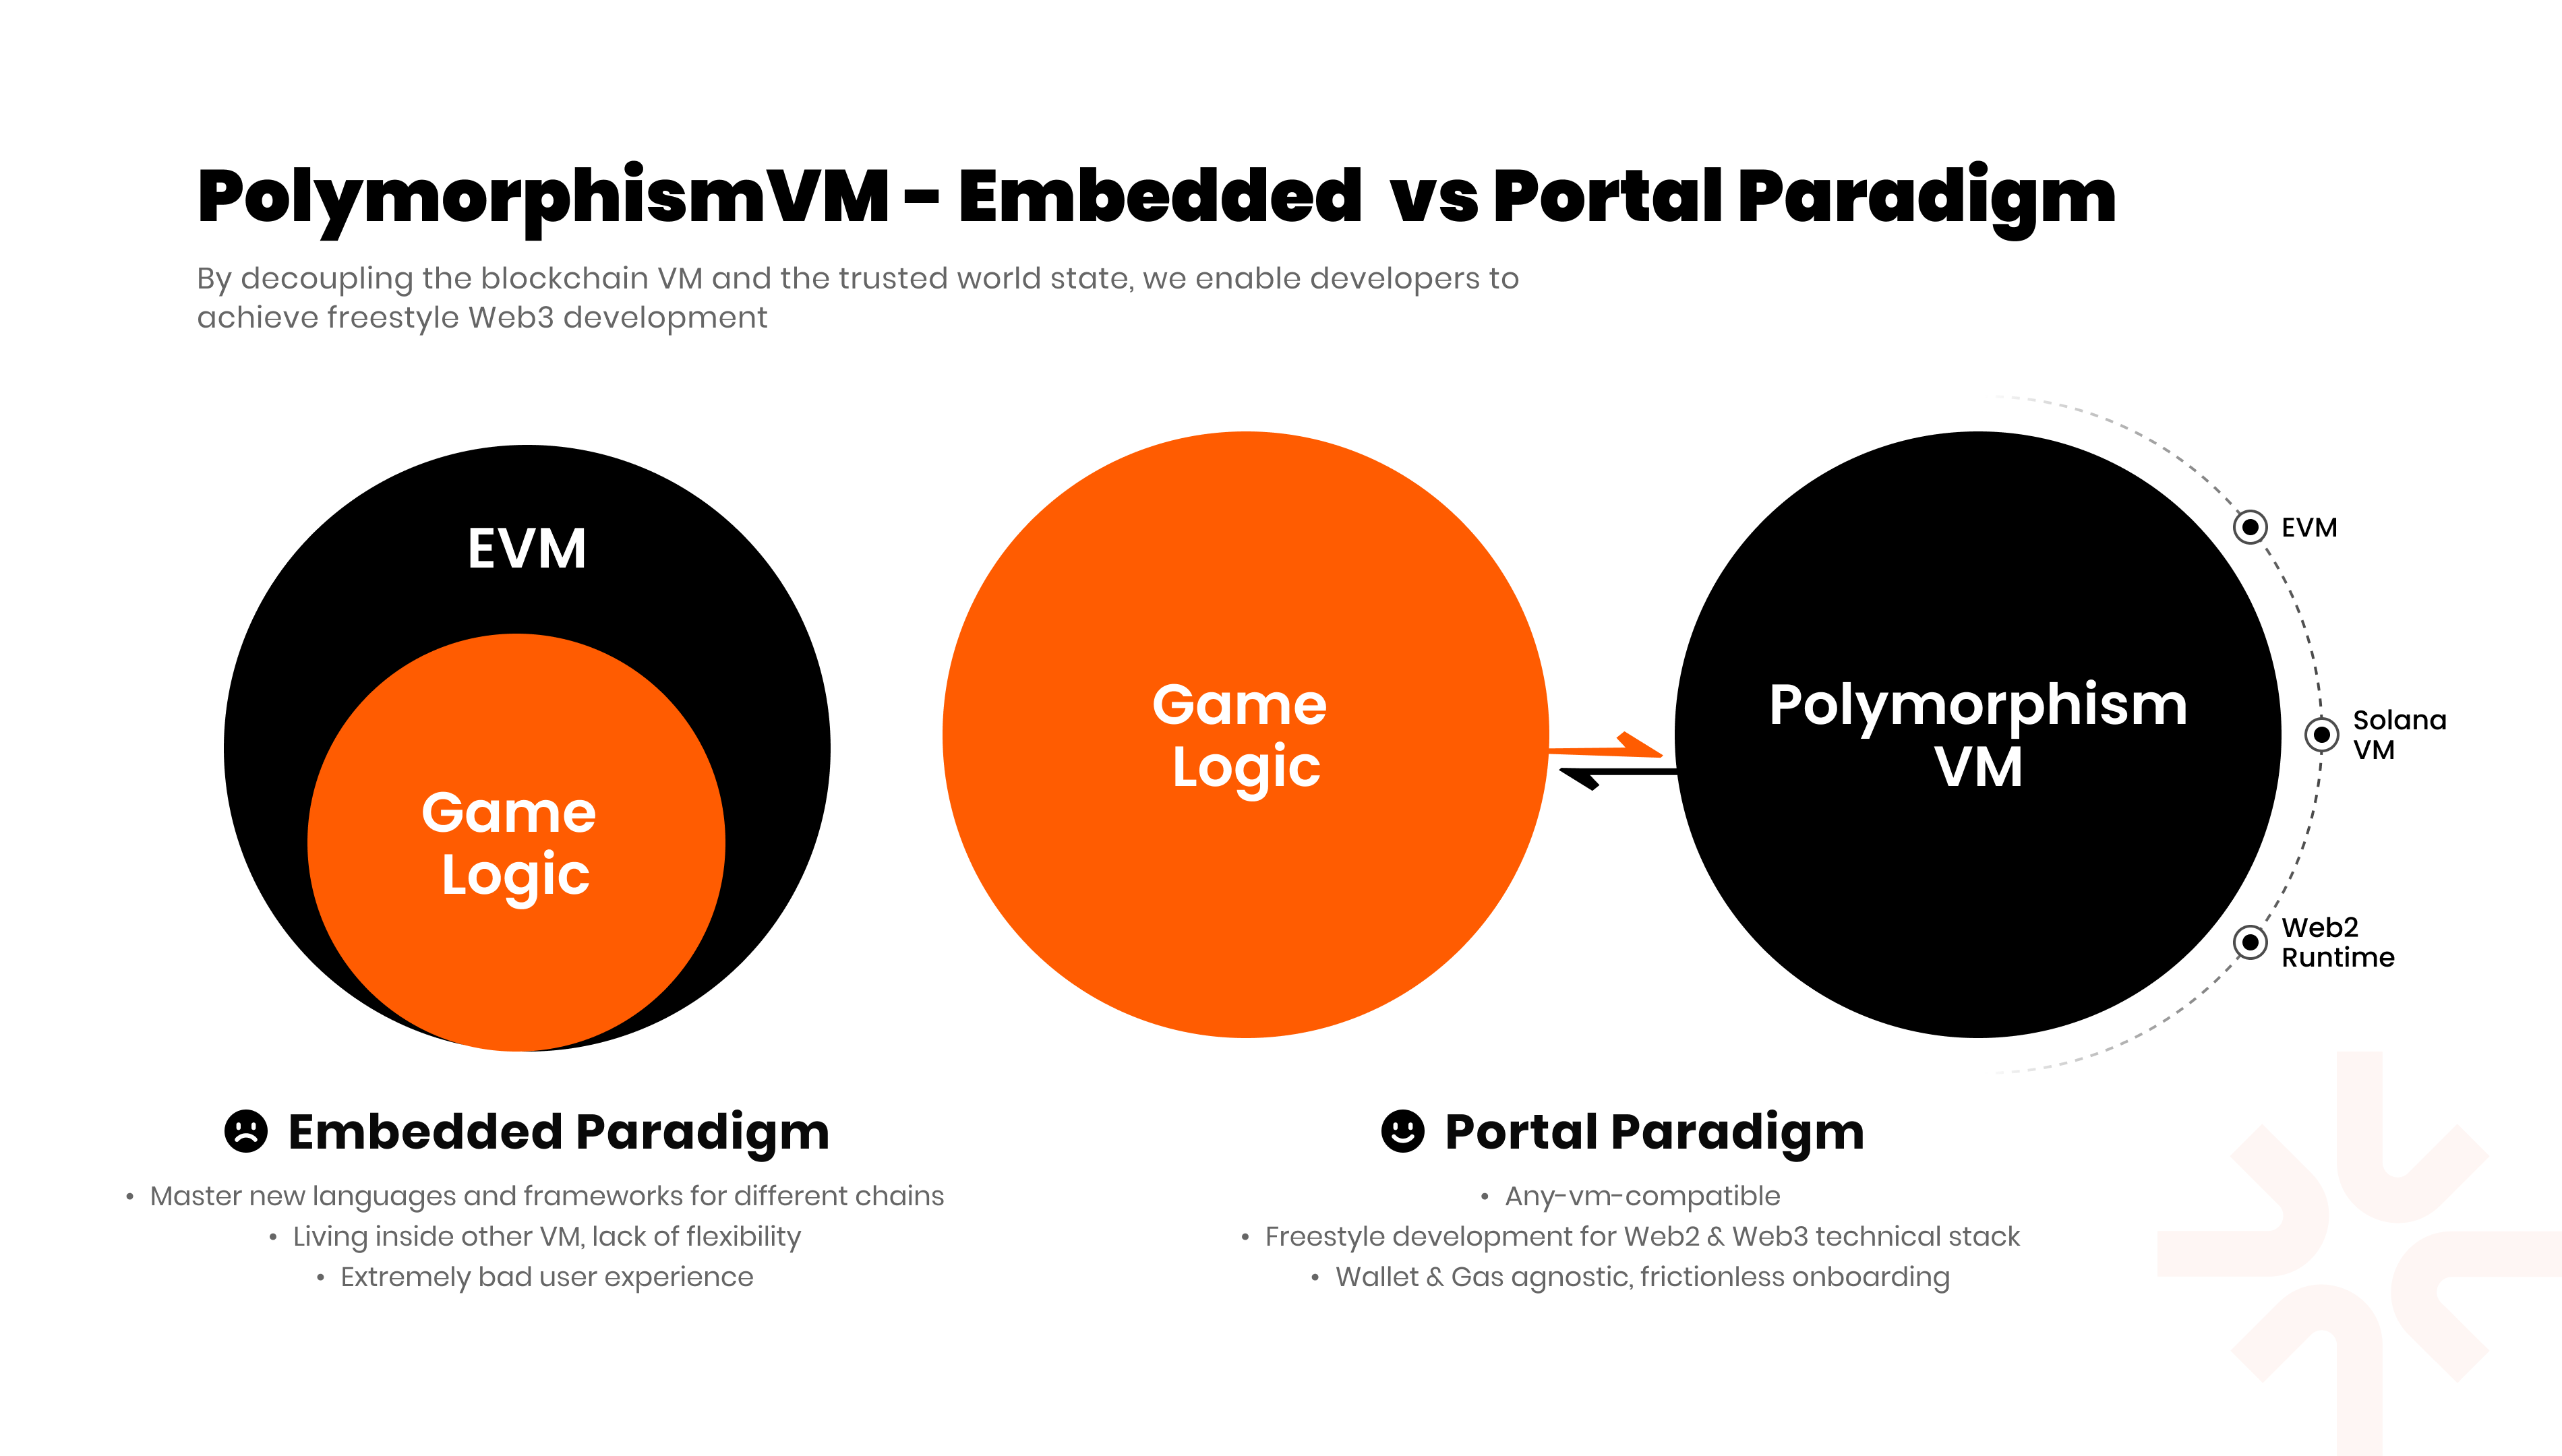 PolymorphismVM - Embedded vs Portal Paradigm
By decoupling the blockchain VM and the trusted world state, we enable developers to
achieve freestyle Web3 development
EVM
Game
Logic
Game
Logic
Polymorphism
VM
EVM
Solana
VM
Web2
Runtime
Embedded Paradigm
• Master new languages and frameworks for different chains
• Living inside other VM, lack of flexibility
• Extremely bad user experience
Portal Paradigm
• Any-vm-compatible
• Freestyle development for Web2 & Web3 technical stack
• Wallet & Gas agnostic, frictionless onboarding